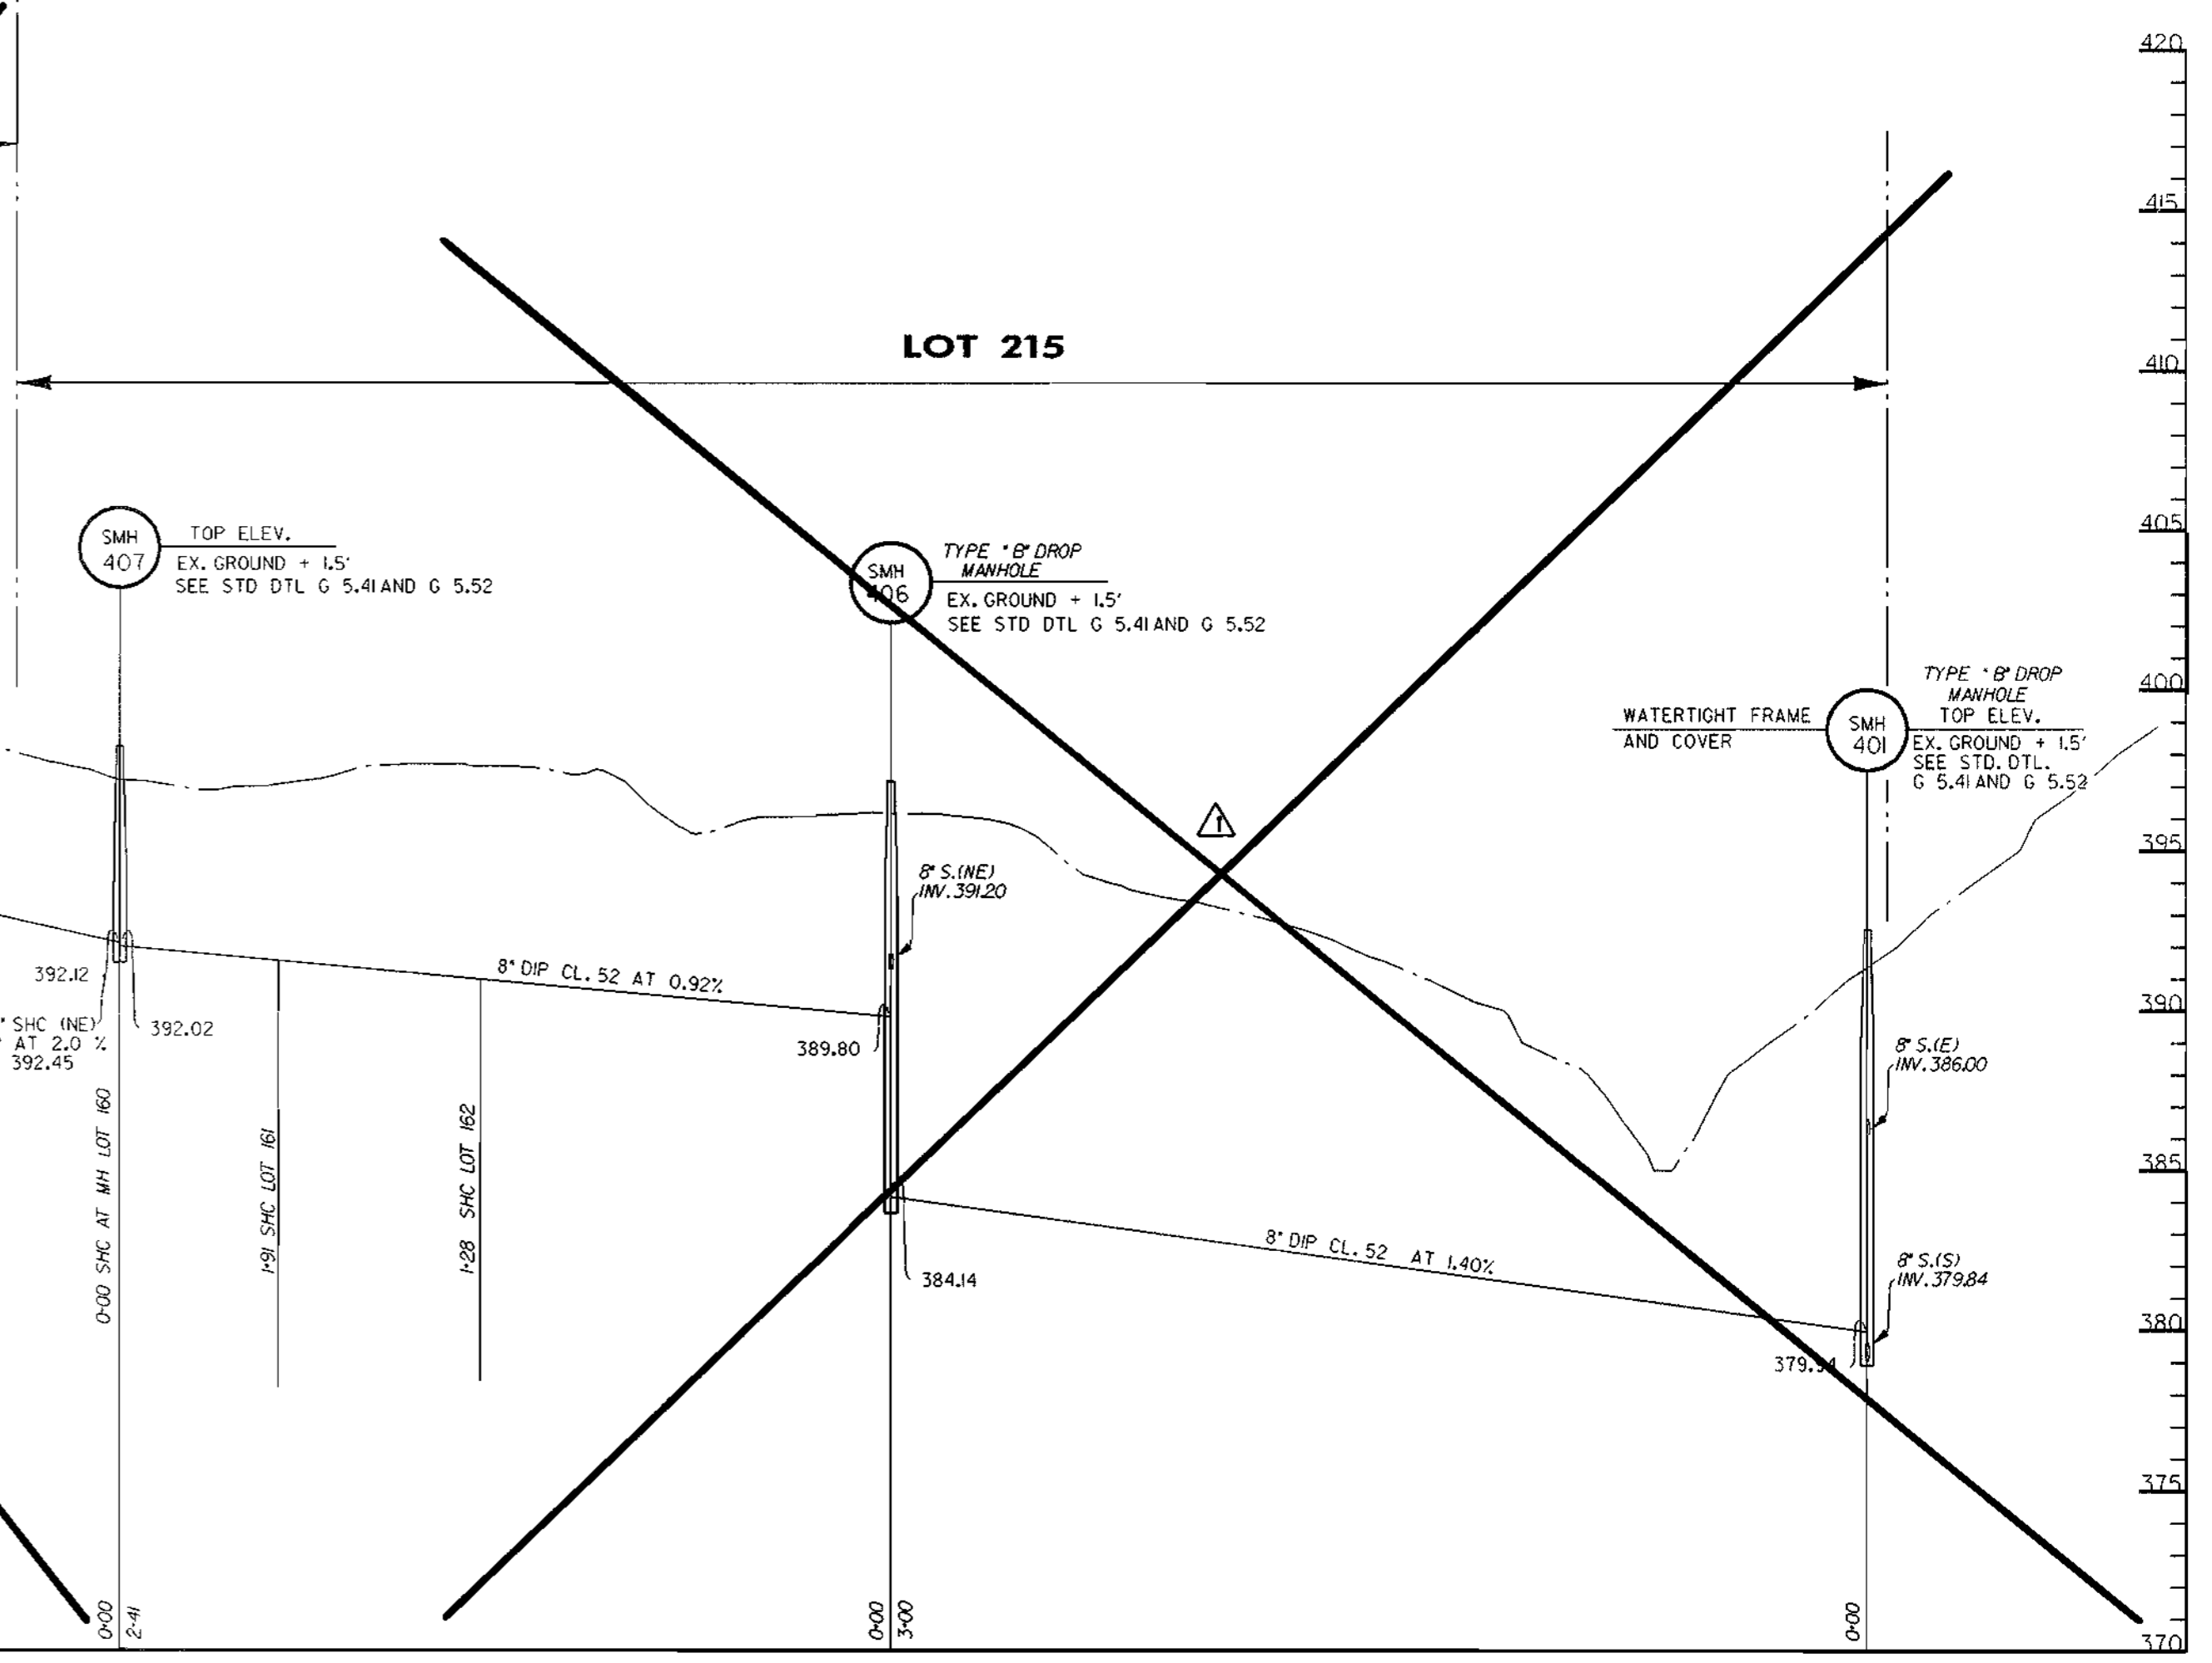 LOT 215
SMH
407
TOP ELEV.
EX. GROUND + 1.5'
SEE STD DTL G 5.41 AND G 5.52
SMH
406
TYPE "B" DROP
MANHOLE
EX. GROUND + 1.5'
SEE STD DTL G 5.41 AND G 5.52
WATERTIGHT FRAME
AND COVER
SMH
401
TYPE "B" DROP
MANHOLE
TOP ELEV.
EX. GROUND + 1.5'
SEE STD. DTL.
G 5.41 AND G 5.52
1
8" S.(NE)
INV. 391.20
392.12
" SHC (NE)
AT 2.0 %
392.45
392.02
8" DIP CL. 52 AT 0.92%
389.80
8" S.(E)
INV. 386.00
0+00 SHC AT MH LOT 160
1+91 SHC LOT 161
1+28 SHC LOT 162
384.14
8" DIP CL. 52 AT 1.40%
8" S.(S)
INV. 379.84
379.94
0+00
2+41
0+00
3+00
0+00
420
415
410
405
400
395
390
385
380
375
370